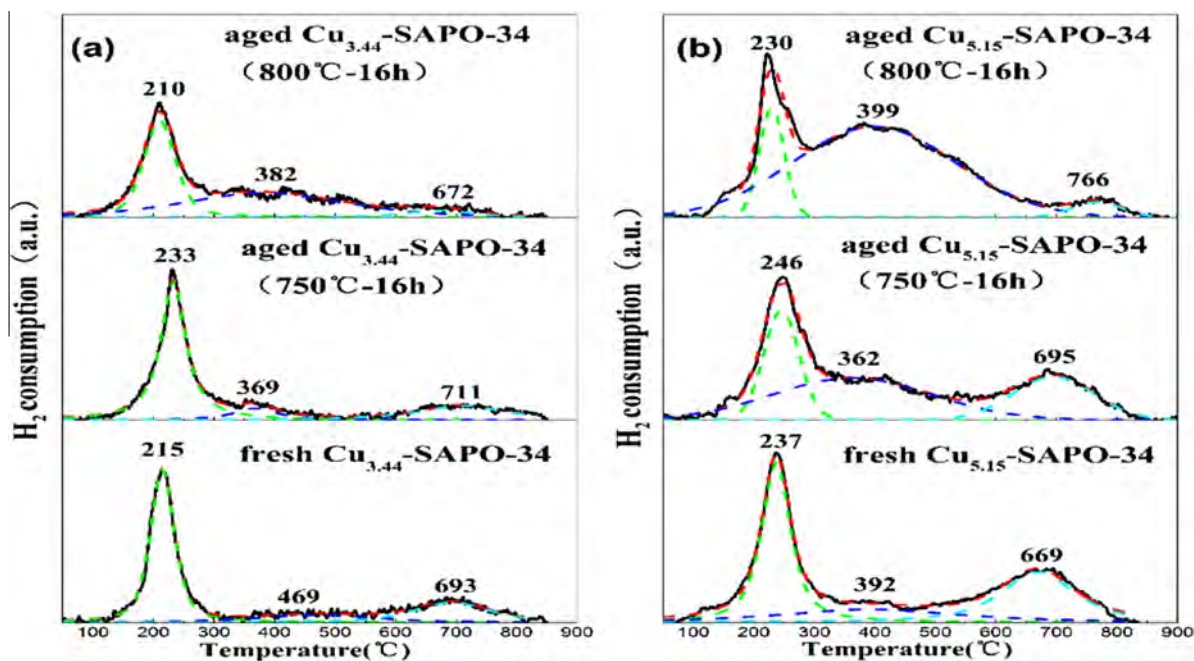 (a)
aged Cu3.44-SAPO-34
(800℃-16h)
210
382
672
aged Cu3.44-SAPO-34
(750℃-16h)
233
369
711
fresh Cu3.44-SAPO-34
215
469
693
H2consumption (a.u.)
100 200 300 400 500 600 700 800 900
Temperature(℃)
(b)
aged Cu5.15-SAPO-34
(800℃-16h)
230
399
766
aged Cu5.15-SAPO-34
(750℃-16h)
246
362
695
fresh Cu5.15-SAPO-34
237
392
669
H2consumption (a.u.)
100 200 300 400 500 600 700 800 900
Temperature(℃)